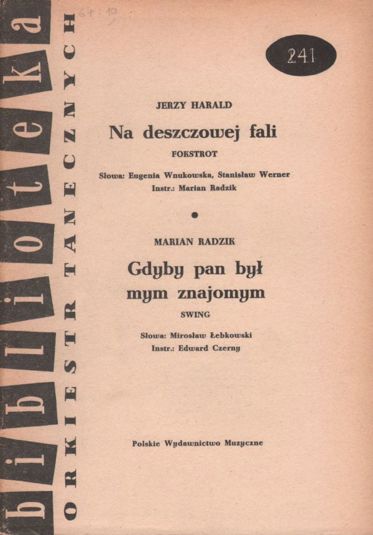 biblioteka
ORKIESTR TANECZNYCH
241
JERZY HARALD
Na deszczowej fali
FOKSTROT
Słowa: Eugenia Wnukowska, Stanisław Werner
Instr.: Marian Radzik
MARIAN RADZIK
Gdyby pan był
mym znajomym
SWING
Słowa: Mirosław Łebkowski
Instr.: Edward Czerny
Polskie Wydawnictwo Muzyczne